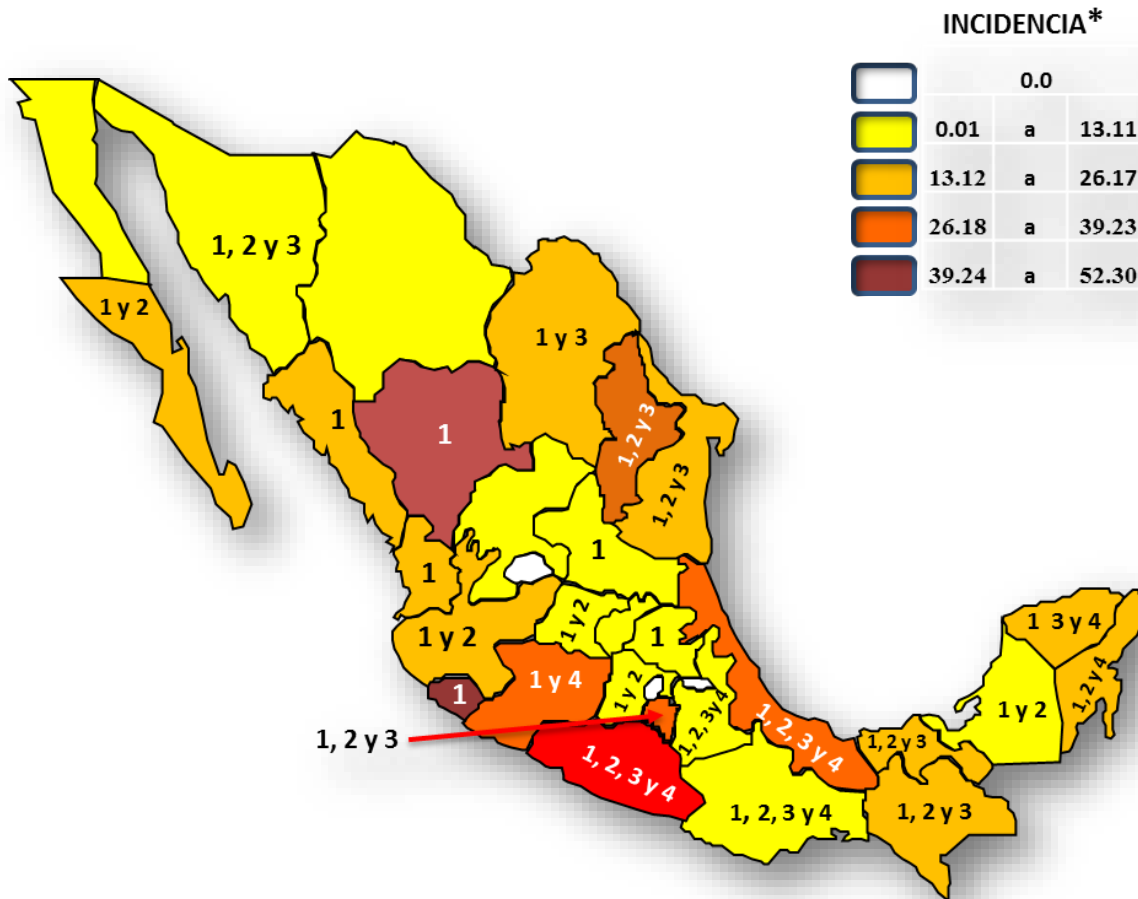 INCIDENCIA*
0.0
0.01 a 13.11
13.12 a 26.17
26.18 a 39.23
39.24 a 52.30
1, 2 y 3
1 y 2
1 y 3
1
1
1, 2 y 3
1, 2 y 3
1
1
1 y 2
1 y 2
1
1 3 y 4
1, 2 y 4
1 y 4
1
1 y 2
1, 2, 3 y 4
1, 2, 3 y 4
1, 2 y 3
1 y 2
1, 2 y 3
1, 2, 3 y 4
1, 2, 3 y 4
1, 2 y 3